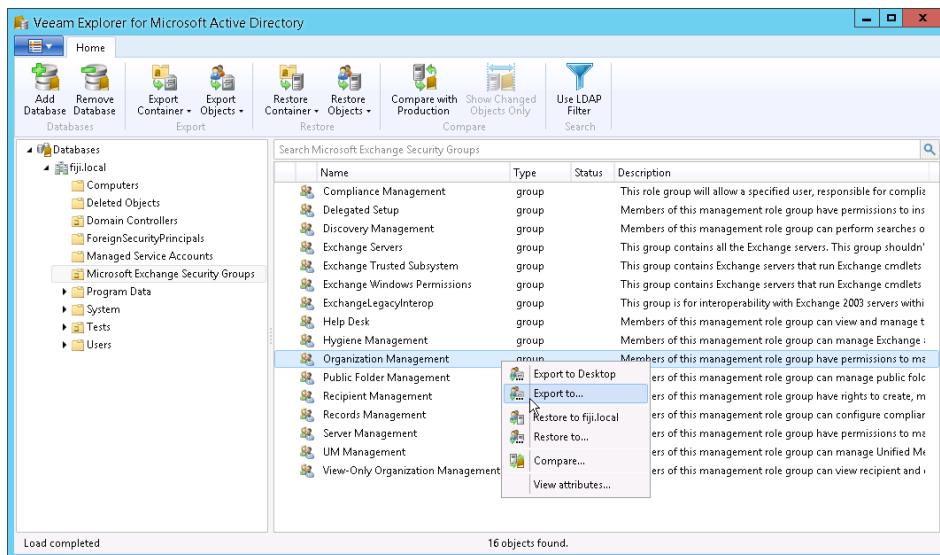 Veeam Explorer for Microsoft Active Directory
Home
Add Database
Remove Database
Export Container
Export Objects
Restore Container
Restore Objects
Compare with Production
Show Changed Objects Only
Use LDAP Filter
Databases
Export
Restore
Compare
Search
Databases
fiji.local
Computers
Deleted Objects
Domain Controllers
ForeignSecurityPrincipals
Managed Service Accounts
Microsoft Exchange Security Groups
Program Data
System
Tests
Users
Search Microsoft Exchange Security Groups
Name Type Status Description
Compliance Management group This role group will allow a specified user, responsible for complia
Delegated Setup group Members of this management role group have permissions to ins
Discovery Management group Members of this management role group can perform searches o
Exchange Servers group This group contains all the Exchange servers. This group shouldn'
Exchange Trusted Subsystem group This group contains Exchange servers that run Exchange cmdlets
Exchange Windows Permissions group This group contains Exchange servers that run Exchange cmdlets
ExchangeLegacyInterop group This group is for interoperability with Exchange 2003 servers withi
Help Desk group Members of this management role group can view and manage t
Hygiene Management group Members of this management role group can manage Exchange
Organization Management group Members of this management role group have permissions to ma
Public Folder Management ers of this management role group can manage public folc
Recipient Management ers of this management role group have rights to create, m
Records Management ers of this management role group can configure compliar
Server Management ers of this management role group have permissions to ma
UM Management ers of this management role group can manage Unified Me
View-Only Organization Management ers of this management role group can view recipient and
Export to Desktop
Export to...
Restore to fiji.local
Restore to...
Compare...
View attributes...
Load completed
16 objects found.